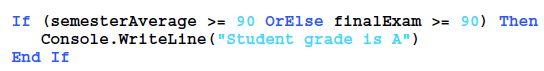 If (semesterAverage >= 90 OrElse finalExam >= 90) Then
   Console.WriteLine("Student grade is A")
End If